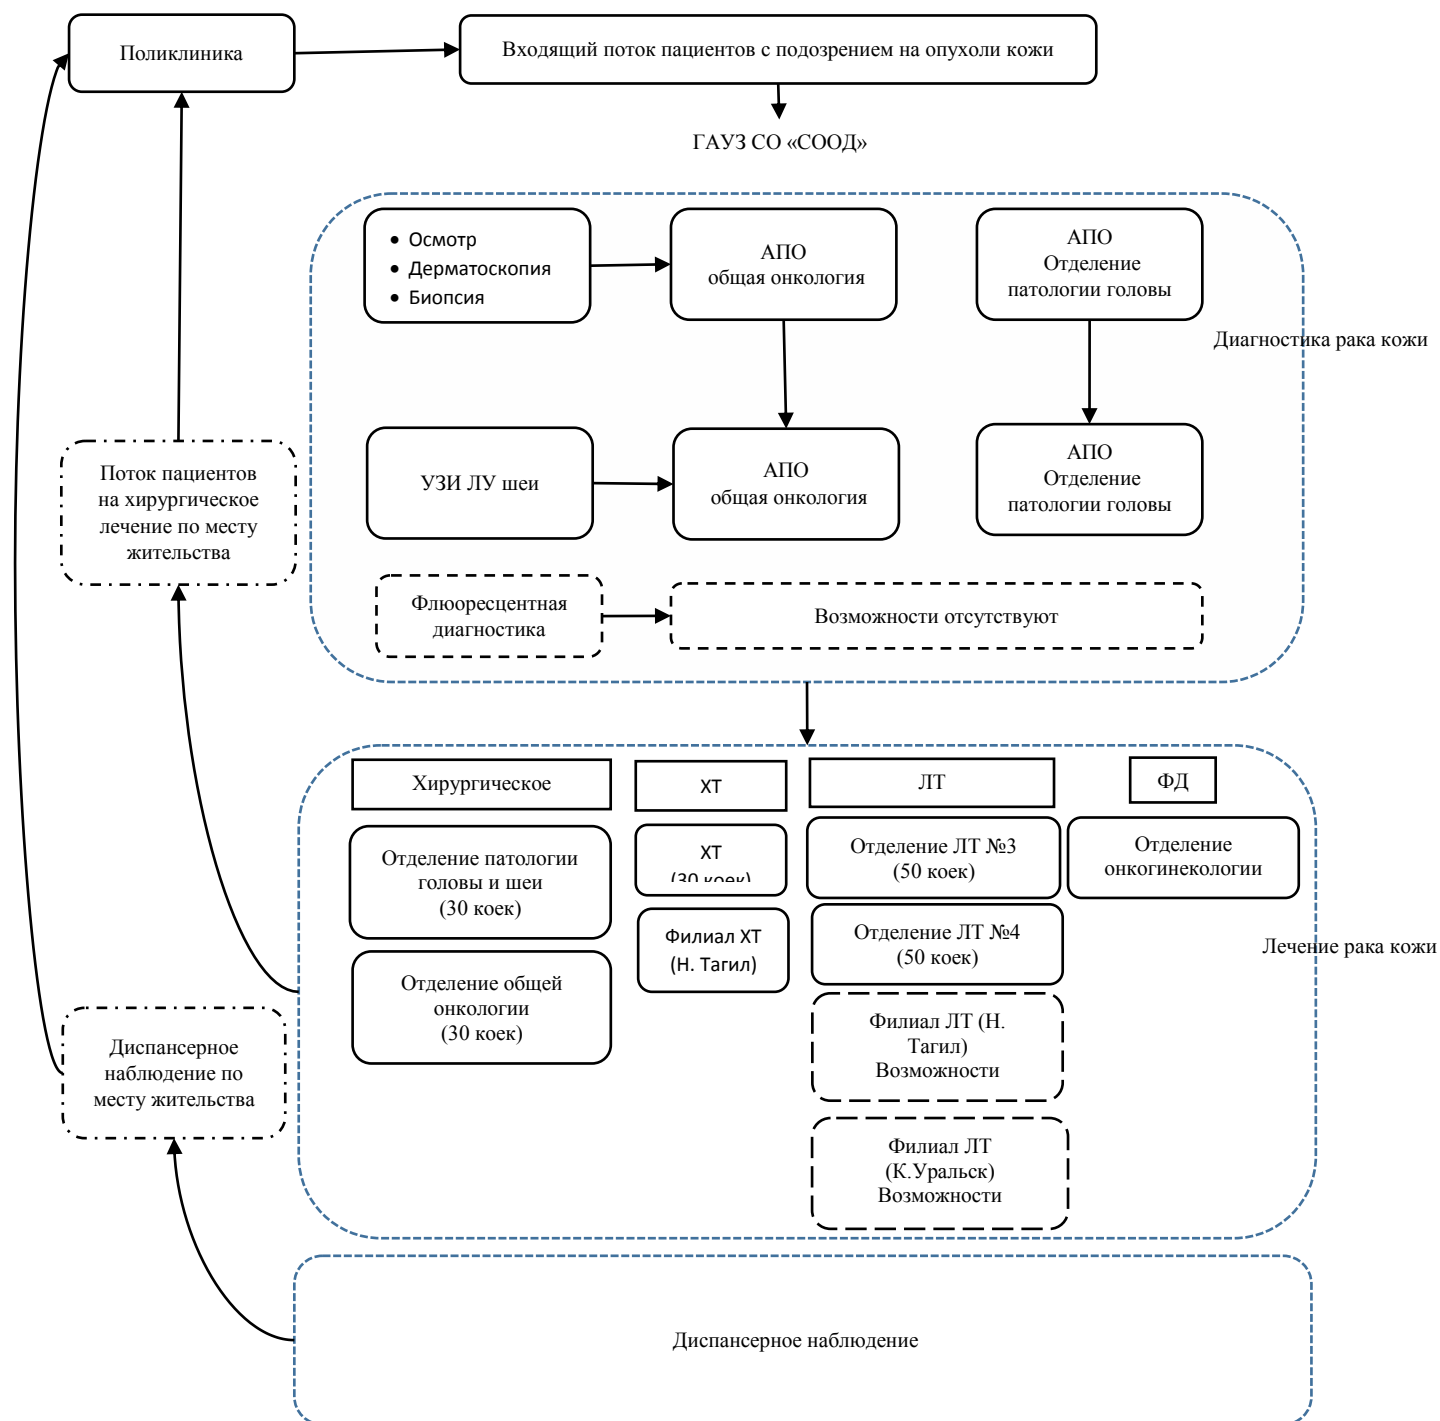 Поликлиника
Входящий поток пациентов с подозрением на опухоли кожи
ГАУЗ СО «СООД»
• Осмотр
• Дерматоскопия
• Биопсия
АПО
общая онкология
АПО
Отделение
патологии головы
Диагностика рака кожи
УЗИ ЛУ шеи
АПО
общая онкология
АПО
Отделение
патологии головы
Поток пациентов
на хирургическое
лечение по месту
жительства
Флюоресцентная
диагностика
Возможности отсутствуют
Хирургическое
ХТ
ЛТ
ФД
Отделение патологии
головы и шеи
(30 коек)
ХТ
(30 коек)
Отделение ЛТ №3
(50 коек)
Отделение
онкогинекологии
Филиал ХТ
(Н. Тагил)
Отделение ЛТ №4
(50 коек)
Лечение рака кожи
Отделение общей
онкологии
(30 коек)
Филиал ЛТ (Н.
Тагил)
Возможности
Диспансерное
наблюдение по
месту жительства
Филиал ЛТ
(К.Уральск)
Возможности
Диспансерное наблюдение